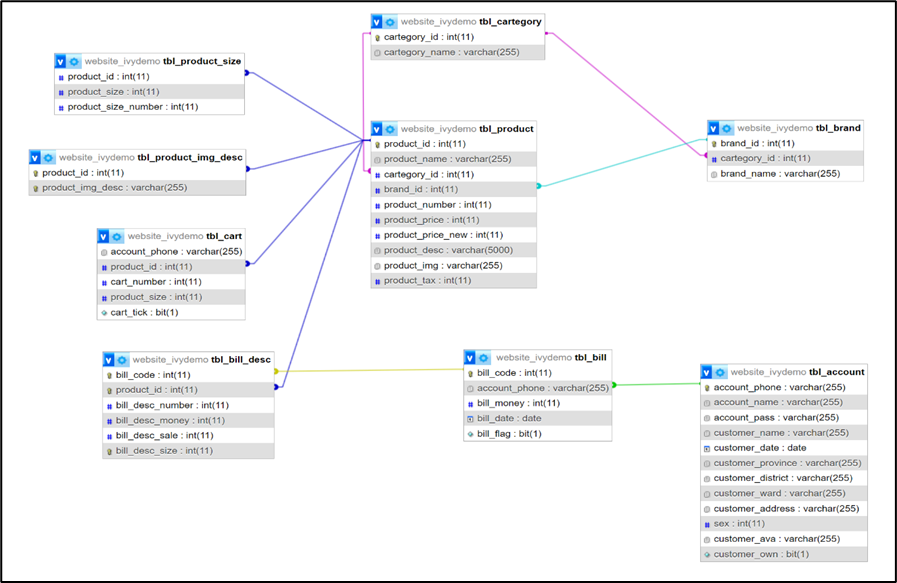 website_ivydemo tbl_cartegory
cartegory_id : int(11)
cartegory_name : varchar(255)
website_ivydemo tbl_product_size
product_id : int(11)
product_size : int(11)
product_size_number : int(11)
website_ivydemo tbl_product
product_id : int(11)
product_name : varchar(255)
cartegory_id : int(11)
brand_id : int(11)
product_number : int(11)
product_price : int(11)
product_price_new : int(11)
product_desc : varchar(5000)
product_img : varchar(255)
product_tax : int(11)
website_ivydemo tbl_brand
brand_id : int(11)
cartegory_id : int(11)
brand_name : varchar(255)
website_ivydemo tbl_product_img_desc
product_id : int(11)
product_img_desc : varchar(255)
website_ivydemo tbl_cart
account_phone : varchar(255)
product_id : int(11)
cart_number : int(11)
product_size : int(11)
cart_tick : bit(1)
website_ivydemo tbl_bill_desc
bill_code : int(11)
product_id : int(11)
bill_desc_number : int(11)
bill_desc_money : int(11)
bill_desc_sale : int(11)
bill_desc_size : int(11)
website_ivydemo tbl_bill
bill_code : int(11)
account_phone : varchar(255)
bill_money : int(11)
bill_date : date
bill_flag : bit(1)
website_ivydemo tbl_account
account_phone : varchar(255)
account_name : varchar(255)
account_pass : varchar(255)
customer_name : varchar(255)
customer_date : date
customer_province : varchar(255)
customer_district : varchar(255)
customer_ward : varchar(255)
customer_address : varchar(255)
sex : int(11)
customer_ava : varchar(255)
customer_own : bit(1)